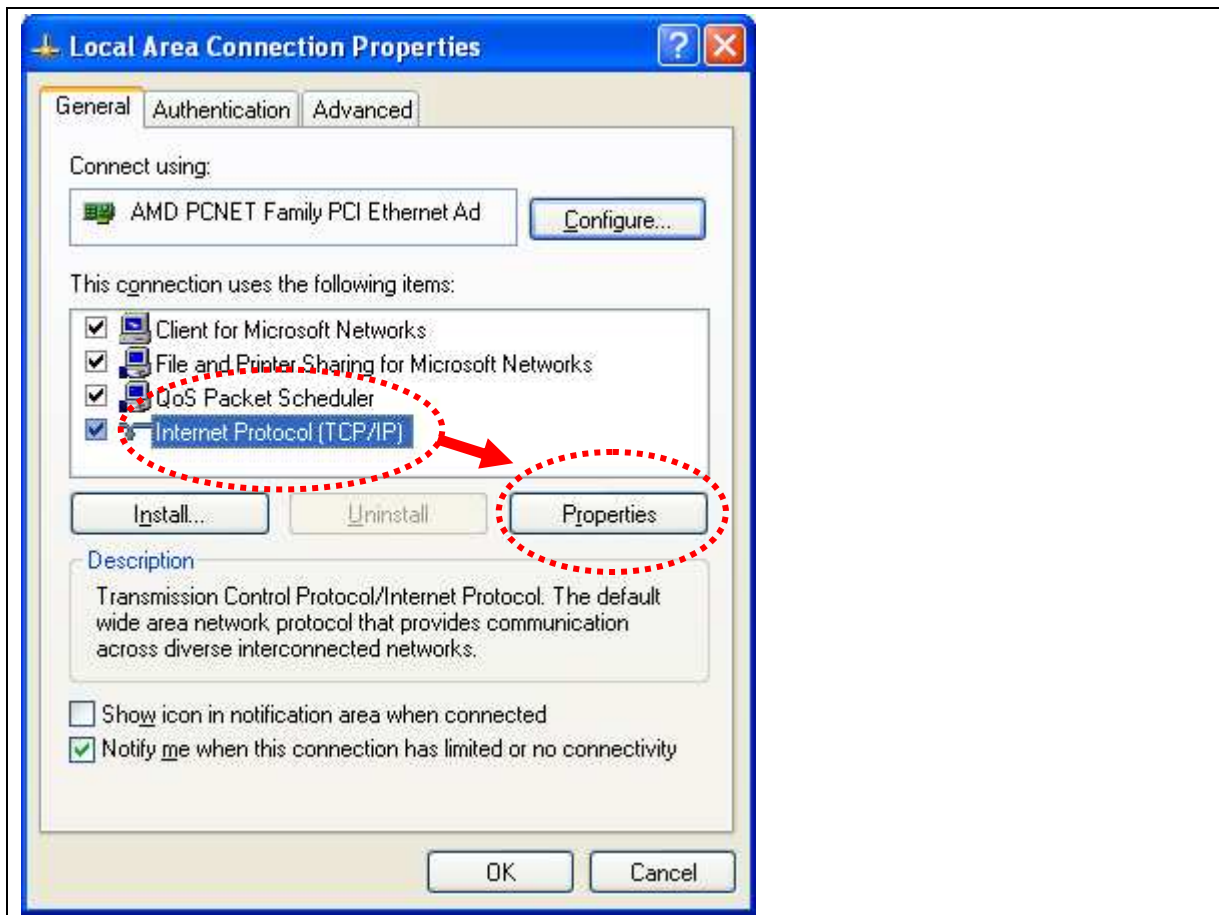 Local Area Connection Properties
General Authentication Advanced
Connect using:
AMD PCNET Family PCI Ethernet Ad
Configure...
This connection uses the following items:
Client for Microsoft Networks
File and Printer Sharing for Microsoft Networks
QoS Packet Scheduler
Internet Protocol (TCP/IP)
Install... Uninstall Properties
Description
Transmission Control Protocol/Internet Protocol. The default
wide area network protocol that provides communication
across diverse interconnected networks.
Show icon in notification area when connected
Notify me when this connection has limited or no connectivity
OK Cancel